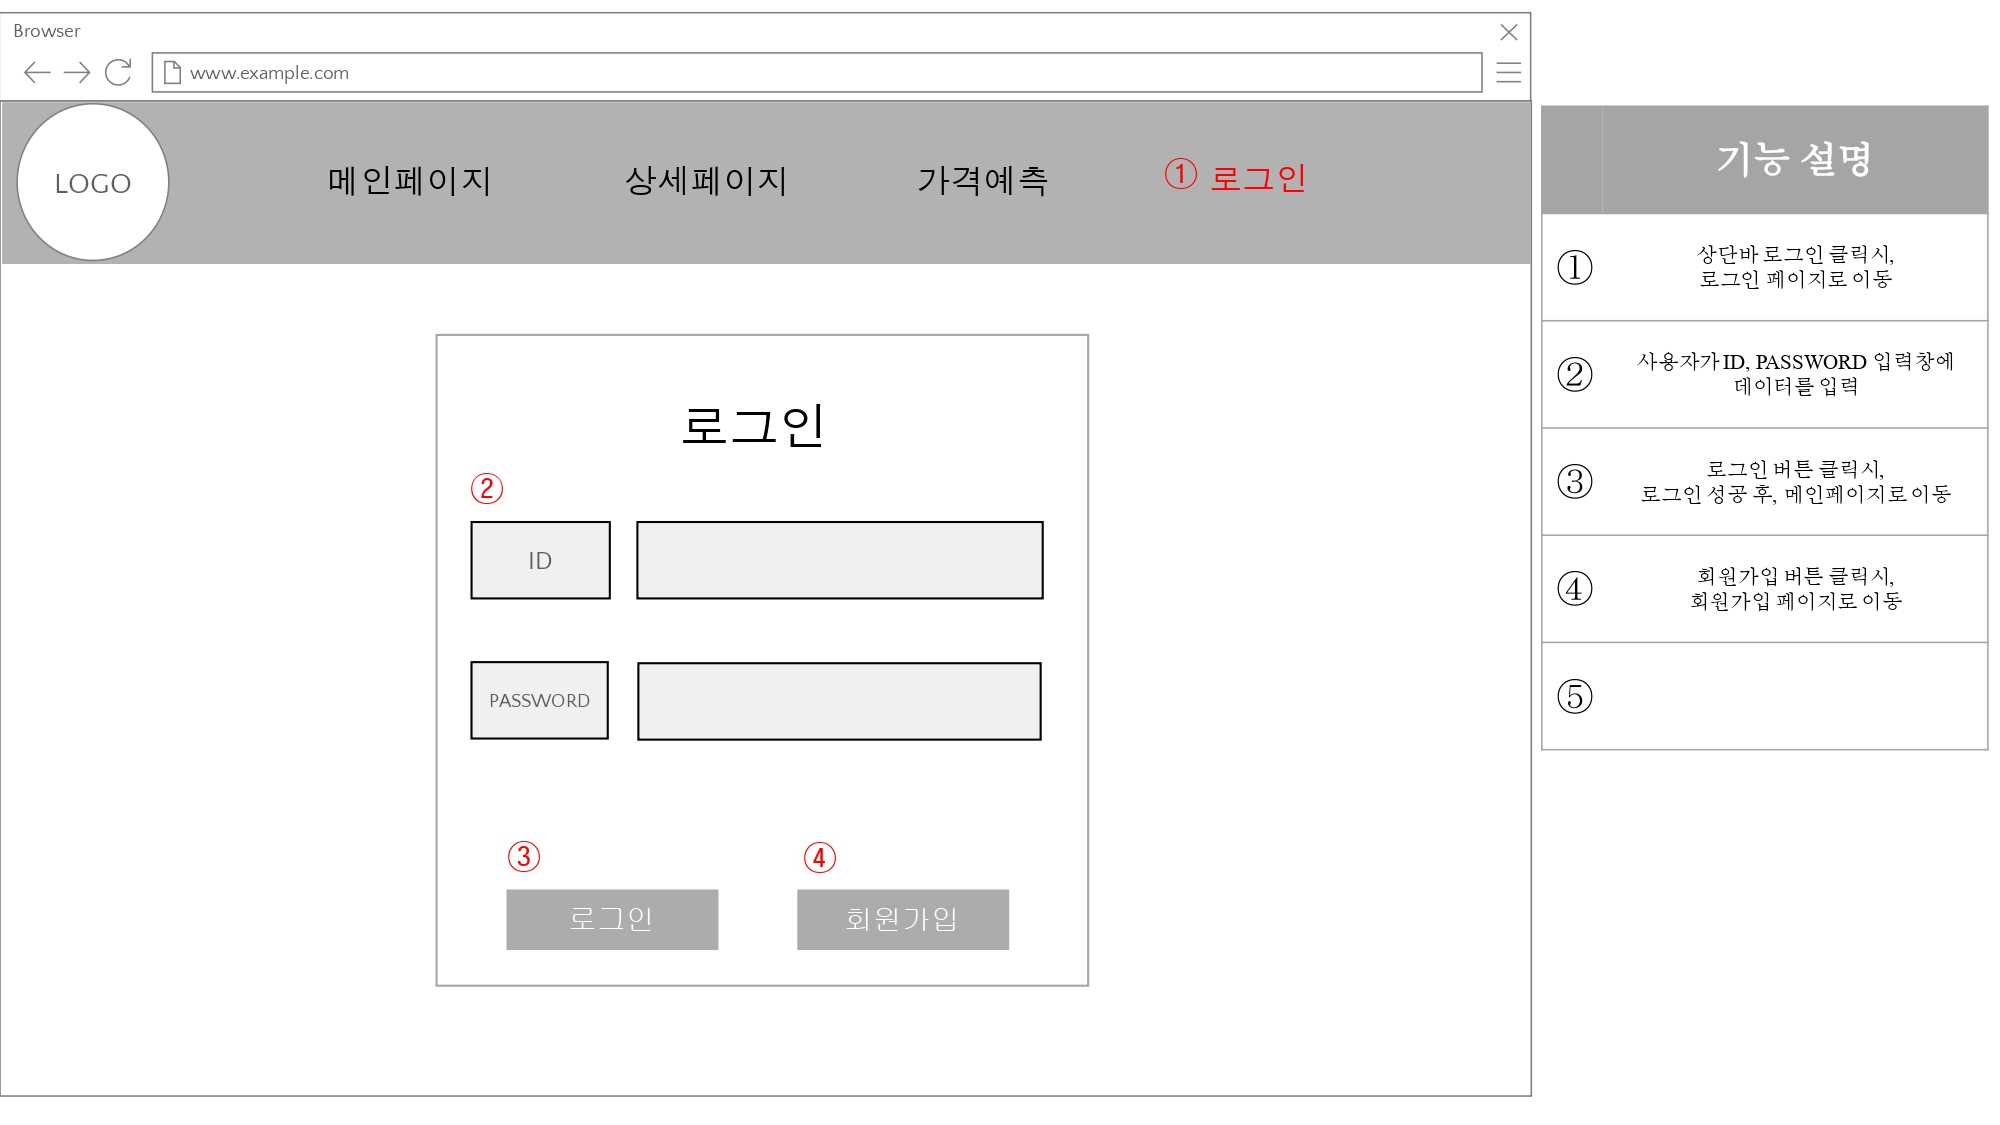 Browser
www.example.com
LOGO
메인페이지
상세페이지
가격예측
① 로그인
로그인
②
ID
PASSWORD
③
④
로그인
회원가입
기능 설명
①
상단바 로그인 클릭시,
로그인 페이지로 이동
②
사용자가 ID, PASSWORD 입력창에
데이터를 입력
③
로그인 버튼 클릭시,
로그인 성공 후, 메인페이지로 이동
④
회원가입 버튼 클릭시,
회원가입 페이지로 이동
⑤